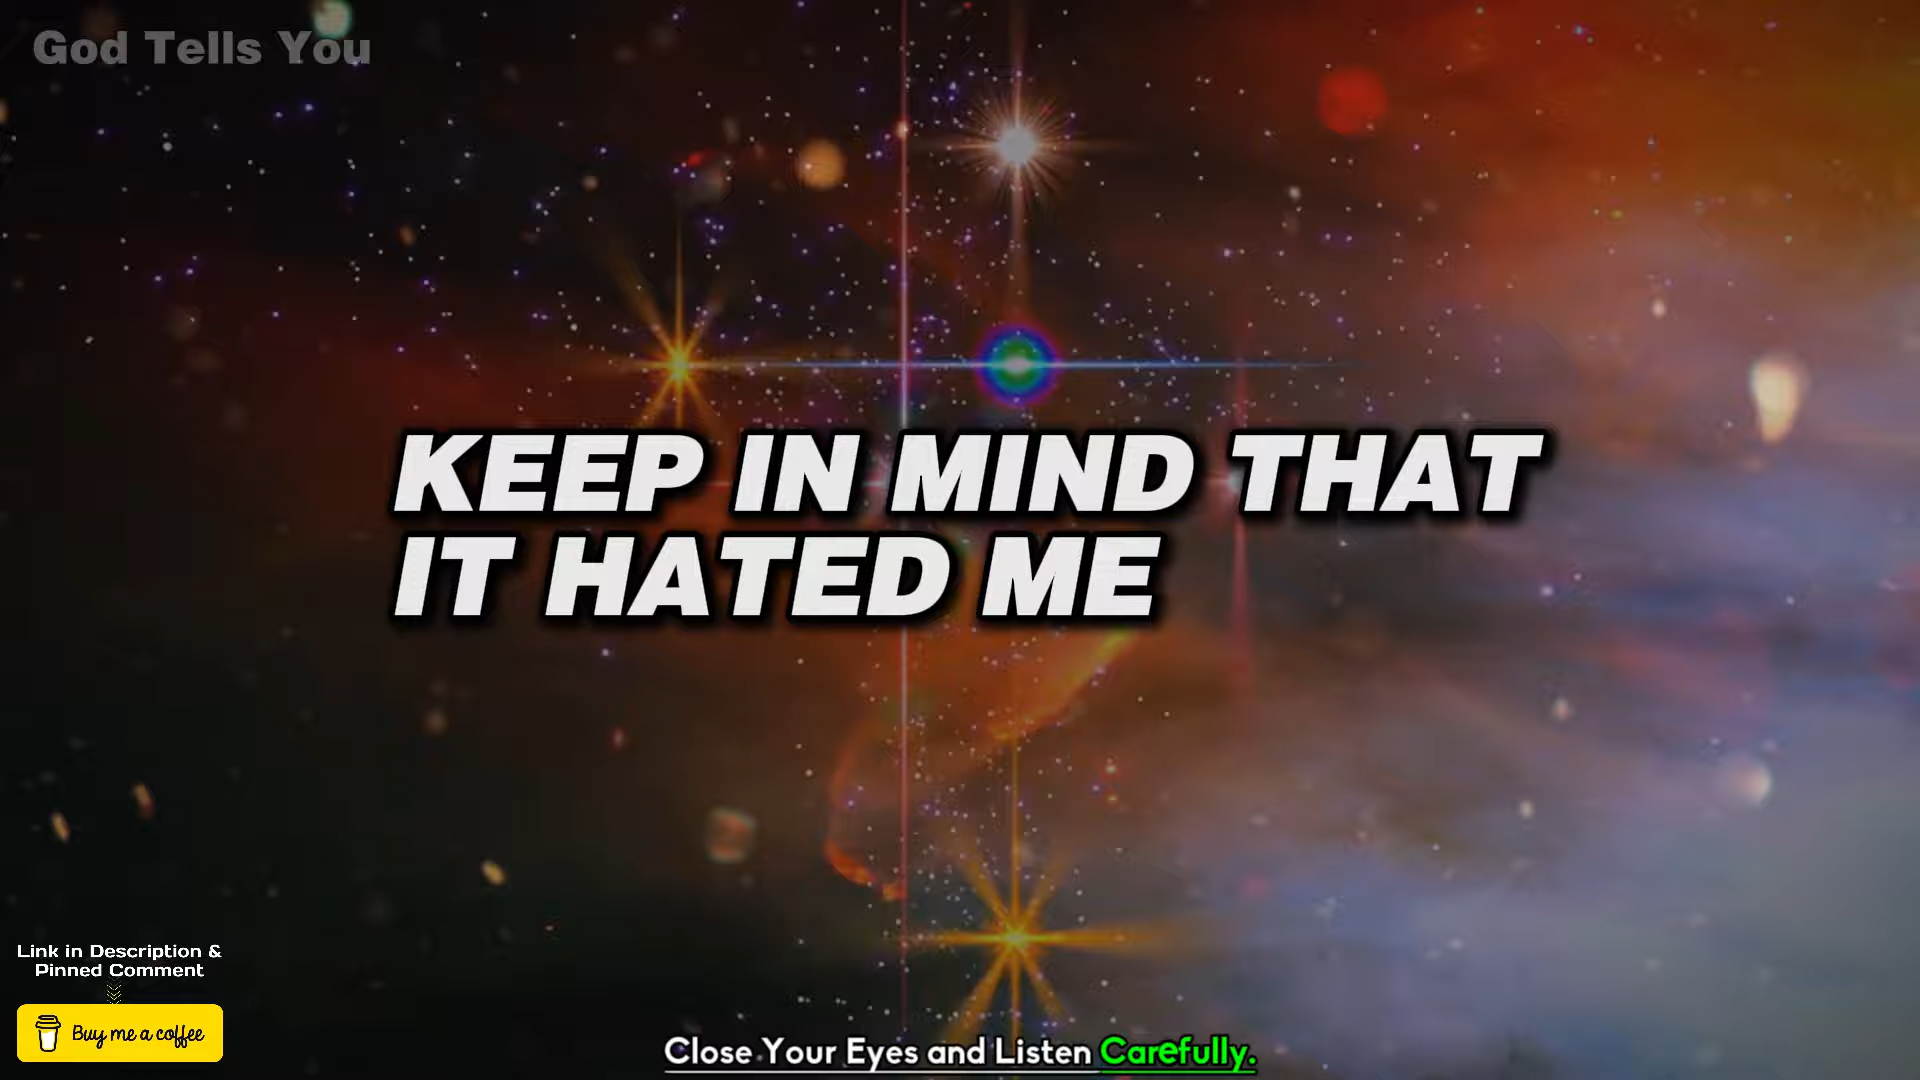 God Tells You
KEEP IN MIND THAT
IT HATED ME
Link in Description &
Pinned Comment
Buy me a coffee
Close Your Eyes and Listen Carefully.